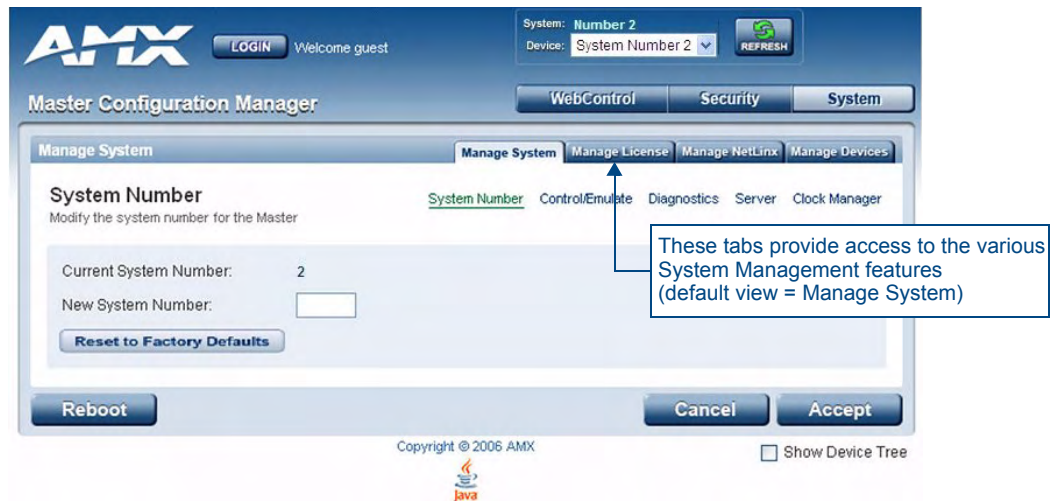 AMX
LOGIN Welcome guest
System: Number 2
Device: System Number 2
REFRESH
Master Configuration Manager
WebControl Security System
Manage System
Manage System Manage License Manage NetLinx Manage Devices
System Number
Modify the system number for the Master
System Number Control/Emulate Diagnostics Server Clock Manager
These tabs provide access to the various
System Management features
(default view = Manage System)
Current System Number: 2
New System Number:
Reset to Factory Defaults
Reboot
Cancel Accept
Copyright © 2006 AMX
Show Device Tree
Java